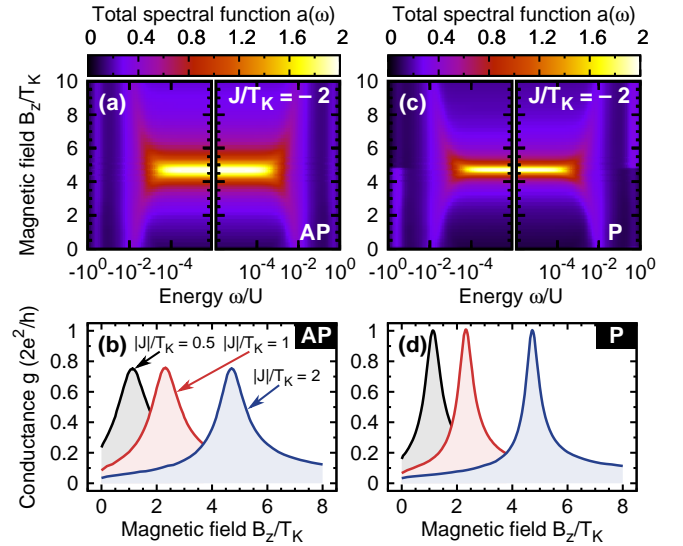 Total spectral function a(ω) Total spectral function a(ω)
0 0.4 0.8 1.2 1.6 2 0 0.4 0.8 1.2 1.6 2
Magnetic field B_z/T_K
10
8
6
4
2
0
(a) J/T_K = − 2
AP
10
8
6
4
2
0
(c) J/T_K = − 2
P
-10^0 -10^-2 -10^-4 10^-4 10^-2 10^0 -10^0 -10^-2 -10^-4 10^-4 10^-2 10^0
Energy ω/U Energy ω/U
Conductance g (2e²/h)
1
0.8
0.6
0.4
0.2
0
(b) AP
|J|/T_K = 0.5 |J|/T_K = 1
|J|/T_K = 2
0 2 4 6 8
Magnetic field B_z/T_K
1
0.8
0.6
0.4
0.2
0
(d) P
0 2 4 6 8
Magnetic field B_z/T_K